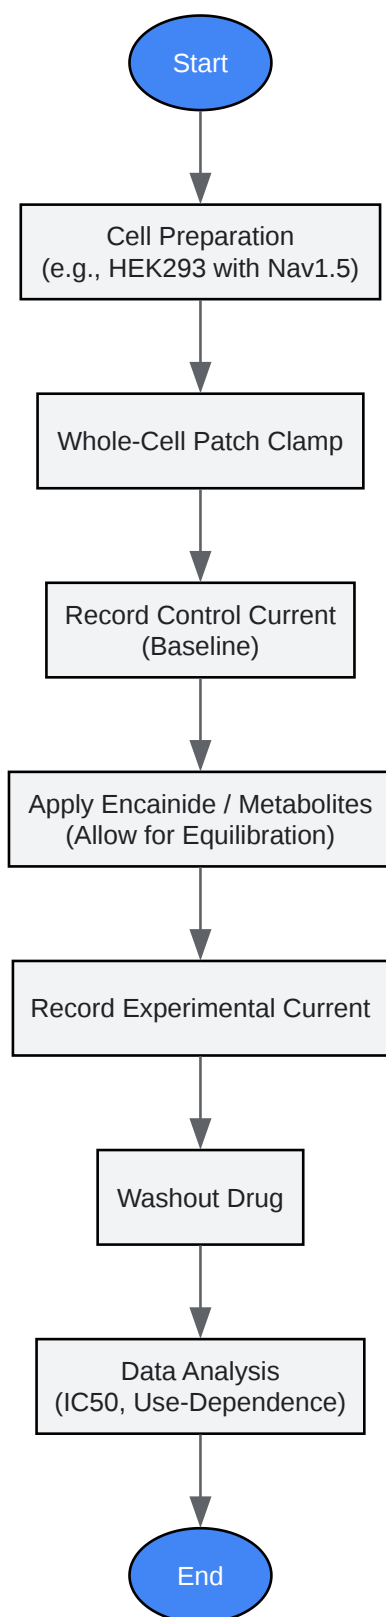 Start
Cell Preparation
(e.g., HEK293 with Nav1.5)
Whole-Cell Patch Clamp
Record Control Current
(Baseline)
Apply Encainide / Metabolites
(Allow for Equilibration)
Record Experimental Current
Washout Drug
Data Analysis
(IC50, Use-Dependence)
End